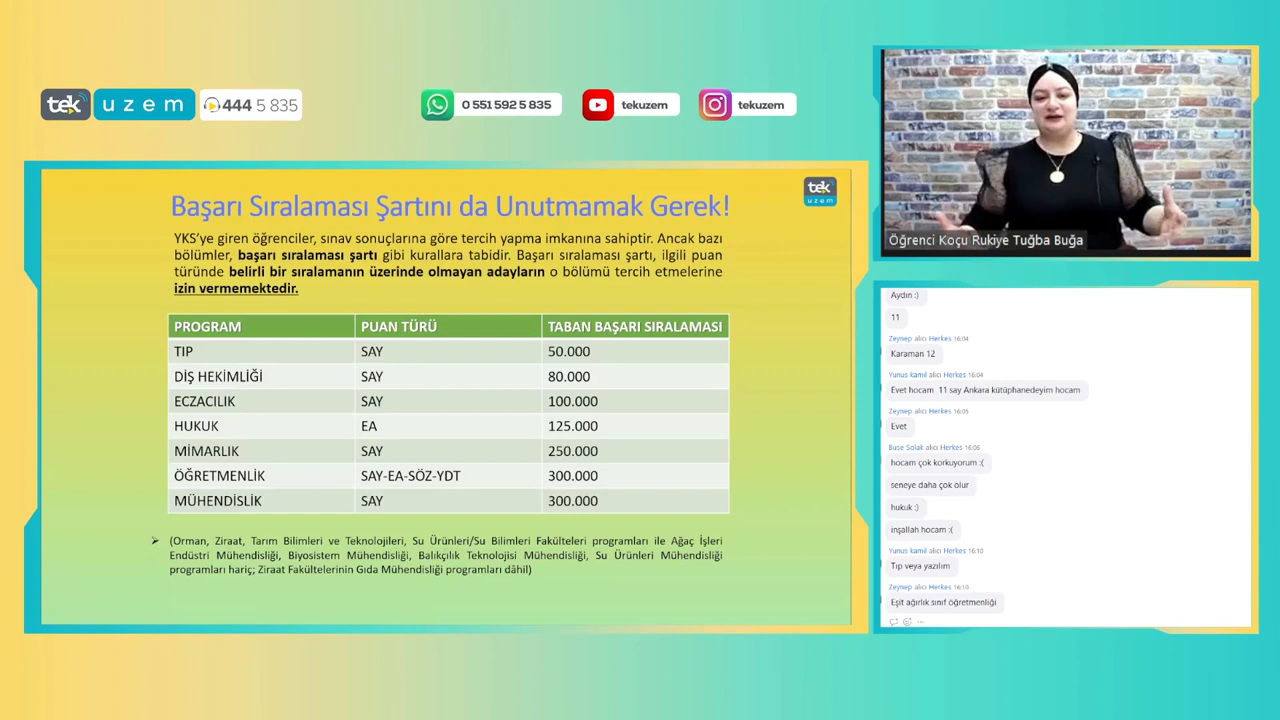 tek uzem 444 5 835
0 551 592 5 835
tekuzem
tekuzem
tek
uzem
Başarı Sıralaması Şartını da Unutmamak Gerek!
YKS'ye giren öğrenciler, sınav sonuçlarına göre tercih yapma imkanına sahiptir. Ancak bazı
bölümler, başarı sıralaması şartı gibi kurallara tabidir. Başarı sıralaması şartı, ilgili puan
türünde belirli bir sıralamanın üzerinde olmayan adayların o bölümü tercih etmelerine
izin vermemektedir.
PROGRAM PUAN TÜRÜ TABAN BAŞARI SIRALAMASI
TIP SAY 50.000
DİŞ HEKİMLİĞİ SAY 80.000
ECZACILIK SAY 100.000
HUKUK EA 125.000
MİMARLIK SAY 250.000
ÖĞRETMENLİK SAY-EA-SÖZ-YDT 300.000
MÜHENDİSLİK SAY 300.000
➢ (Orman, Ziraat, Tarım Bilimleri ve Teknolojileri, Su Ürünleri/Su Bilimleri Fakülteleri programları ile Ağaç İşleri
Endüstri Mühendisliği, Biyosistem Mühendisliği, Balıkçılık Teknolojisi Mühendisliği, Su Ürünleri Mühendisliği
programları hariç; Ziraat Fakültelerinin Gıda Mühendisliği programları dâhil)
Öğrenci Koçu Rukiye Tuğba Buğa
Aydın :)
11
Zeynep alıcı Herkes 16:04
Karaman 12
Yunus kamil alıcı Herkes 16:04
Evet hocam 11 say Ankara kütüphanedeyim hocam
Zeynep alıcı Herkes 16:05
Evet
Buse Solak alıcı Herkes 16:06
hocam çok korkuyorum :(
seneye daha çok olur
hukuk :)
inşallah hocam :(
Yunus kamil alıcı Herkes 16:10
Tıp veya yazılım
Zeynep alıcı Herkes 16:10
Eşit ağırlık sınıf öğretmenliği